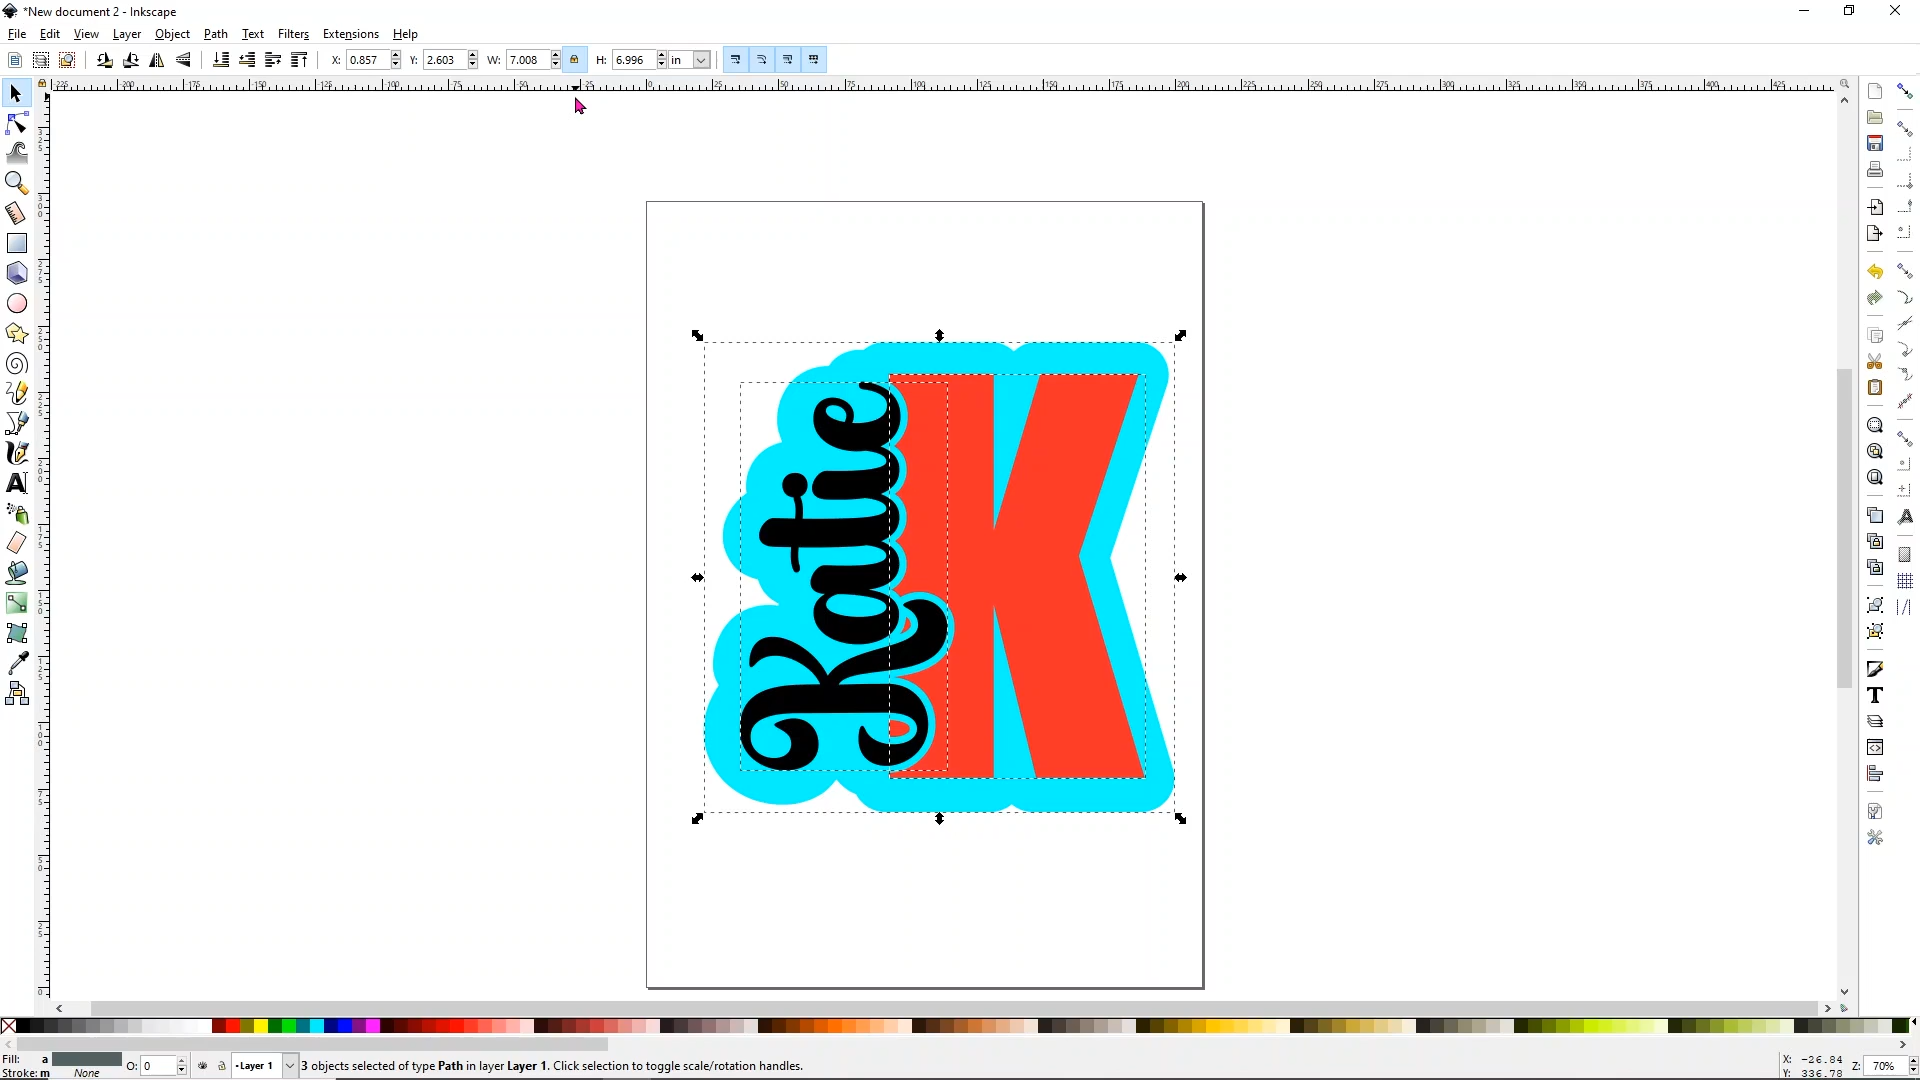 *New document 2 - Inkscape
File Edit View Layer Object Path Text Filters Extensions Help
X: 0.857 Y: 2.603 W: 7.008 H: 6.996 in
Katie
K
Fill: a
Stroke: m None
O: 0
•Layer 1
3 objects selected of type Path in layer Layer 1. Click selection to toggle scale/rotation handles.
X: -26.84
Y: 336.78
Z: 70%